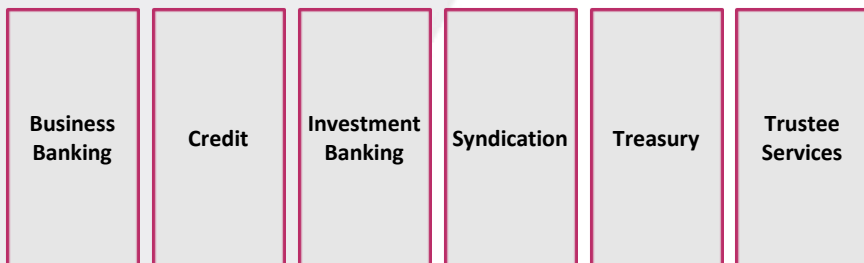 Business
Banking
Credit
Investment
Banking
Syndication
Treasury
Trustee
Services